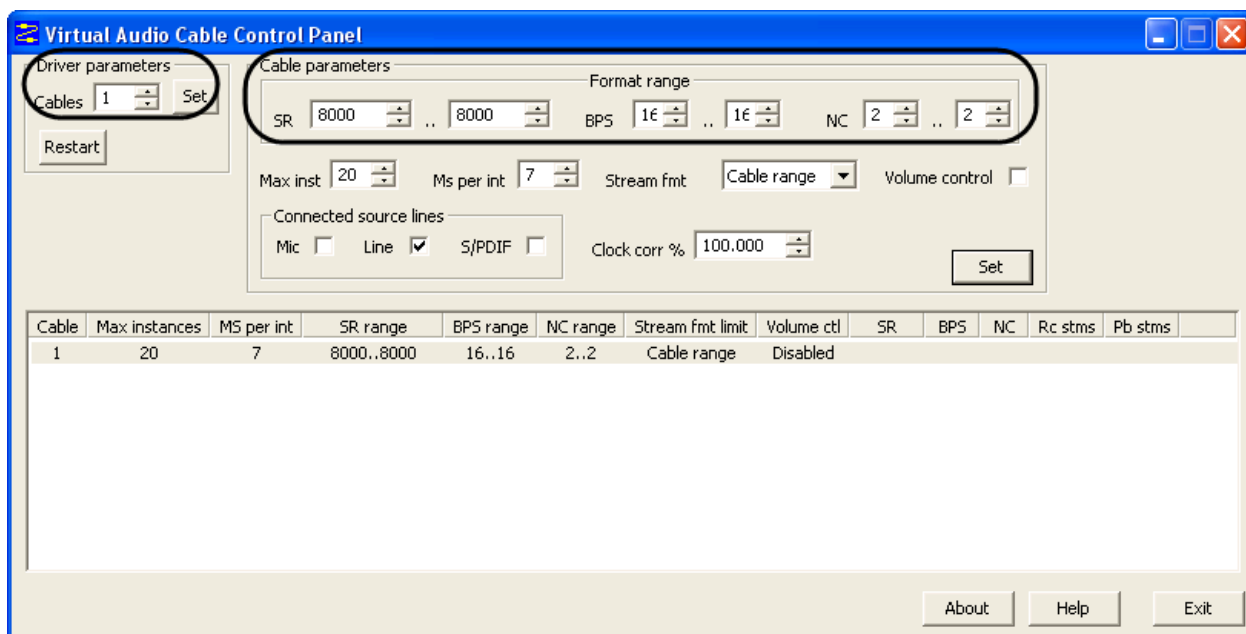 Virtual Audio Cable Control Panel
Driver parameters
Cables 1 Set
Restart
Cable parameters
Format range
SR 8000 .. 8000 BPS 16 .. 16 NC 2 .. 2
Max inst 20 Ms per int 7 Stream fmt Cable range Volume control
Connected source lines
Mic Line S/PDIF Clock corr % 100.000
Set
Cable Max instances MS per int SR range BPS range NC range Stream fmt limit Volume ctl SR BPS NC Rc stms Pb stms
1 20 7 8000..8000 16..16 2..2 Cable range Disabled
About Help Exit